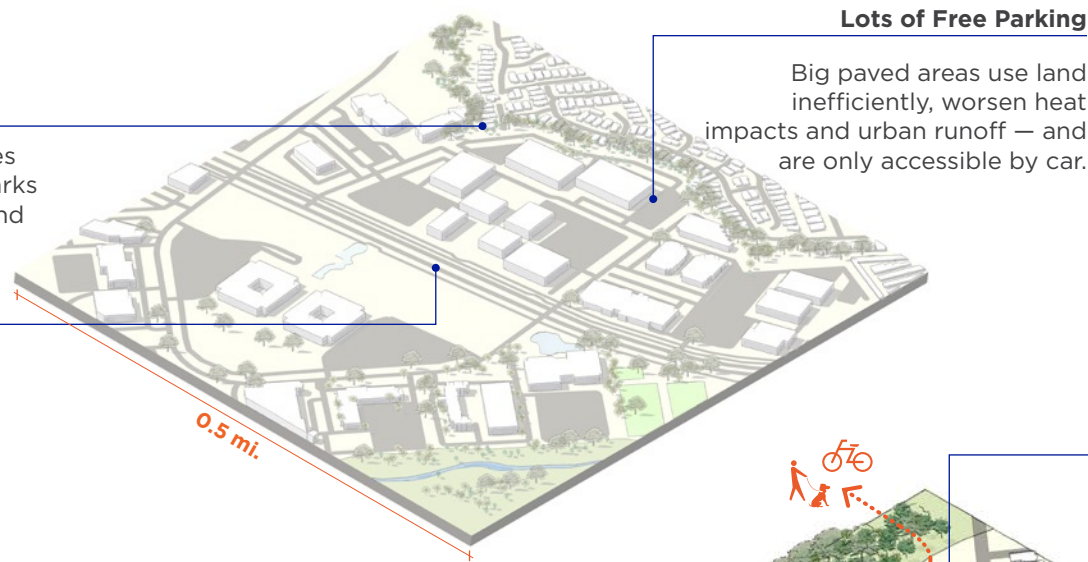 Lots of Free Parking
Big paved areas use land
inefficiently, worsen heat
impacts and urban runoff — and
are only accessible by car.
0.5 mi.